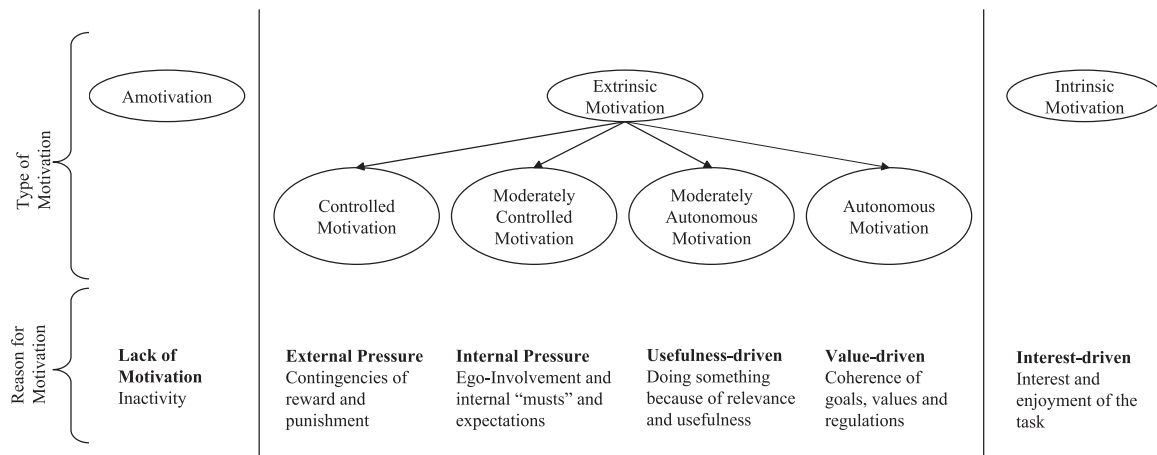 Type of
Motivation
Amotivation
Extrinsic
Motivation
Intrinsic
Motivation
Controlled
Motivation
Moderately
Controlled
Motivation
Moderately
Autonomous
Motivation
Autonomous
Motivation
Reason for
Motivation
Lack of
Motivation
Inactivity
External Pressure
Contingencies of
reward and
punishment
Internal Pressure
Ego-Involvement and
internal “musts” and
expectations
Usefulness-driven
Doing something
because of relevance
and usefulness
Value-driven
Coherence of
goals, values and
regulations
Interest-driven
Interest and
enjoyment of the
task